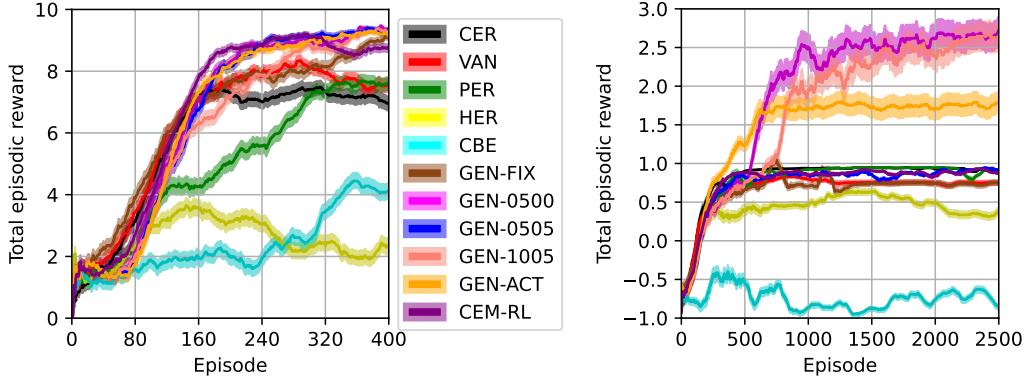 10
8
6
4
2
0
Total episodic reward
0 80 160 240 320 400
Episode
CER
VAN
PER
HER
CBE
GEN-FIX
GEN-0500
GEN-0505
GEN-1005
GEN-ACT
CEM-RL
3.0
2.5
2.0
1.5
1.0
0.5
0.0
−0.5
−1.0
Total episodic reward
0 500 1000 1500 2000 2500
Episode